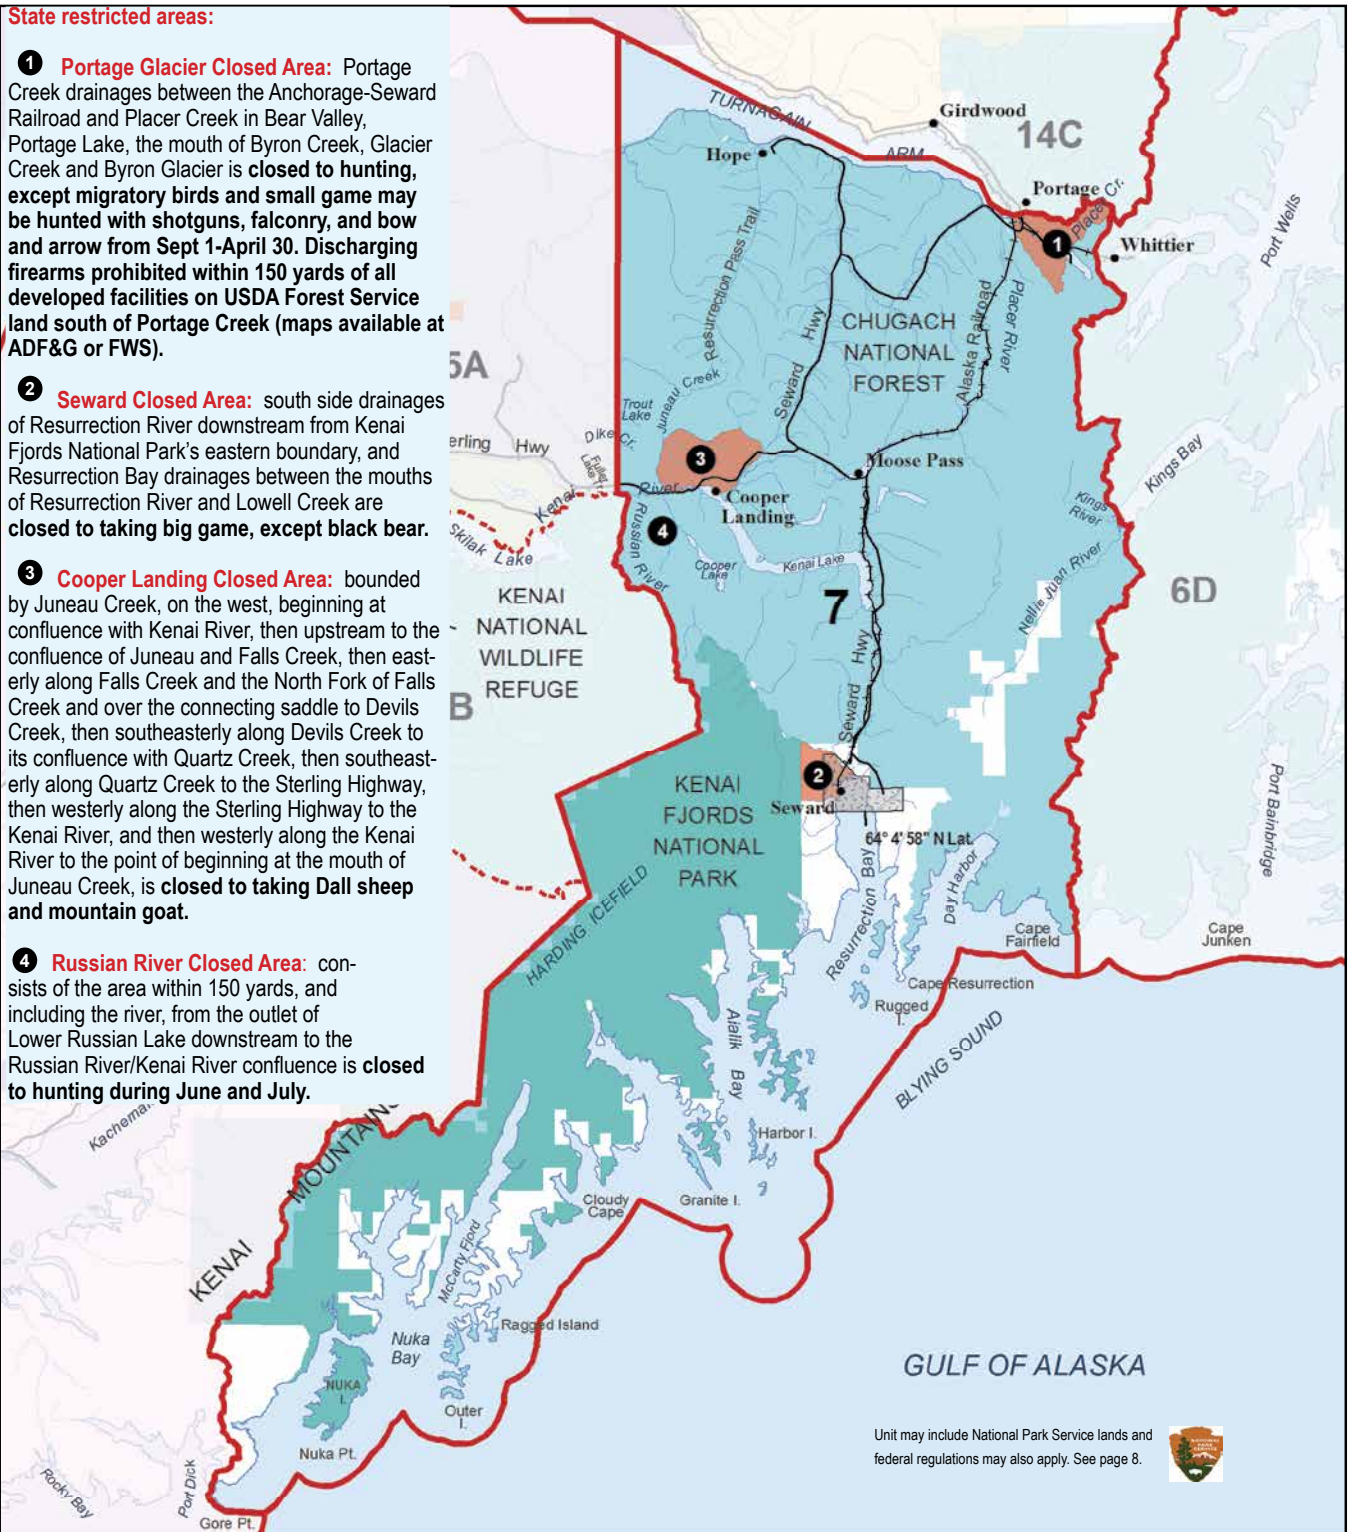 State restricted areas:
1 Portage Glacier Closed Area: Portage
Creek drainages between the Anchorage-Seward
Railroad and Placer Creek in Bear Valley,
Portage Lake, the mouth of Byron Creek, Glacier
Creek and Byron Glacier is closed to hunting,
except migratory birds and small game may
be hunted with shotguns, falconry, and bow
and arrow from Sept 1-April 30. Discharging
firearms prohibited within 150 yards of all
developed facilities on USDA Forest Service
land south of Portage Creek (maps available at
ADF&G or FWS).
2 Seward Closed Area: south side drainages
of Resurrection River downstream from Kenai
Fjords National Park's eastern boundary, and
Resurrection Bay drainages between the mouths
of Resurrection River and Lowell Creek are
closed to taking big game, except black bear.
3 Cooper Landing Closed Area: bounded
by Juneau Creek, on the west, beginning at
confluence with Kenai River, then upstream to the
confluence of Juneau and Falls Creek, then east-
erly along Falls Creek and the North Fork of Falls
Creek and over the connecting saddle to Devils
Creek, then southeasterly along Devils Creek to
its confluence with Quartz Creek, then southeast-
erly along Quartz Creek to the Sterling Highway,
then westerly along the Sterling Highway to the
Kenai River, and then westerly along the Kenai
River to the point of beginning at the mouth of
Juneau Creek, is closed to taking Dall sheep
and mountain goat.
4 Russian River Closed Area: con-
sists of the area within 150 yards, and
including the river, from the outlet of
Lower Russian Lake downstream to the
Russian River/Kenai River confluence is closed
to hunting during June and July.
TURNAGAIN
ARM
Girdwood
14C
Hope
Portage
Placer Cr.
1
Whittier
Port Wells
Resurrection Pass Trail
Seward Hwy
CHUGACH
NATIONAL
FOREST
Alaska Railroad
Placer River
5A
Trout
Lake
Juneau Creek
erling Hwy
Dike Cr.
Fuller
Lake Tr.
3
Moose Pass
Kenai River
Cooper
Landing
Kings Bay
Kings
River
4
Russian River
Skilak Lake
Cooper
Lake
Kenai Lake
Nellie Juan River
6D
KENAI
NATIONAL
WILDLIFE
REFUGE
7
B
Seward Hwy
KENAI
FJORDS
NATIONAL
PARK
2
Seward
64° 4' 58" N Lat.
Port Bainbridge
Resurrection Bay
Day Harbor
HARDING ICEFIELD
Cape
Fairfield
Cape
Junken
Cape Resurrection
Rugged
I.
Aialik
Bay
BLYING SOUND
Kachema
MOUNTAINS
KENAI
Harbor I.
Cloudy
Cape
Granite I.
McCarty Fjord
Ragged Island
Nuka
Bay
NUKA
I.
Outer
I.
GULF OF ALASKA
Nuka Pt.
Port Dick
Rocky Bay
Gore Pt.
Unit may include National Park Service lands and
federal regulations may also apply. See page 8.
NATIONAL
PARK
SERVICE